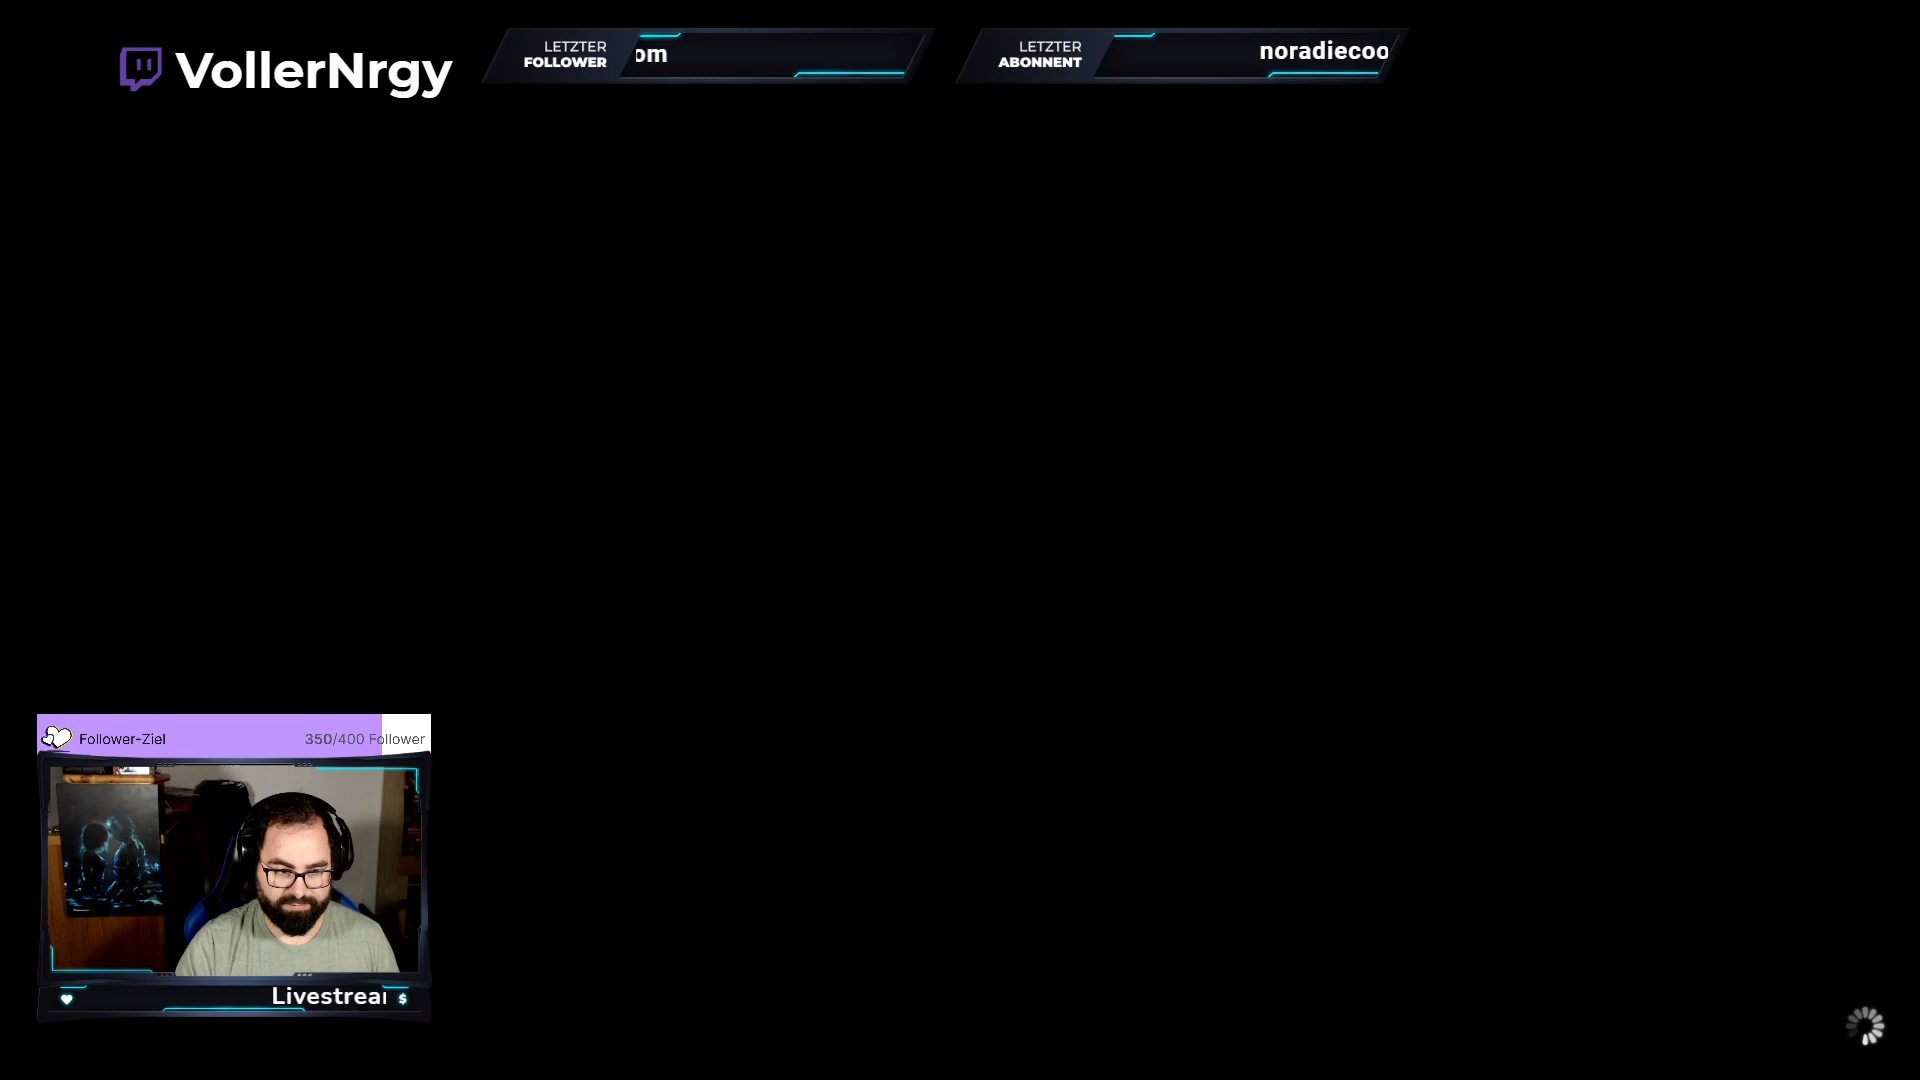 VollerNrgy
LETZTER
FOLLOWER
om
LETZTER
ABONNENT
noradiecoo
Follower-Ziel
350/400 Follower
Livestrea
$